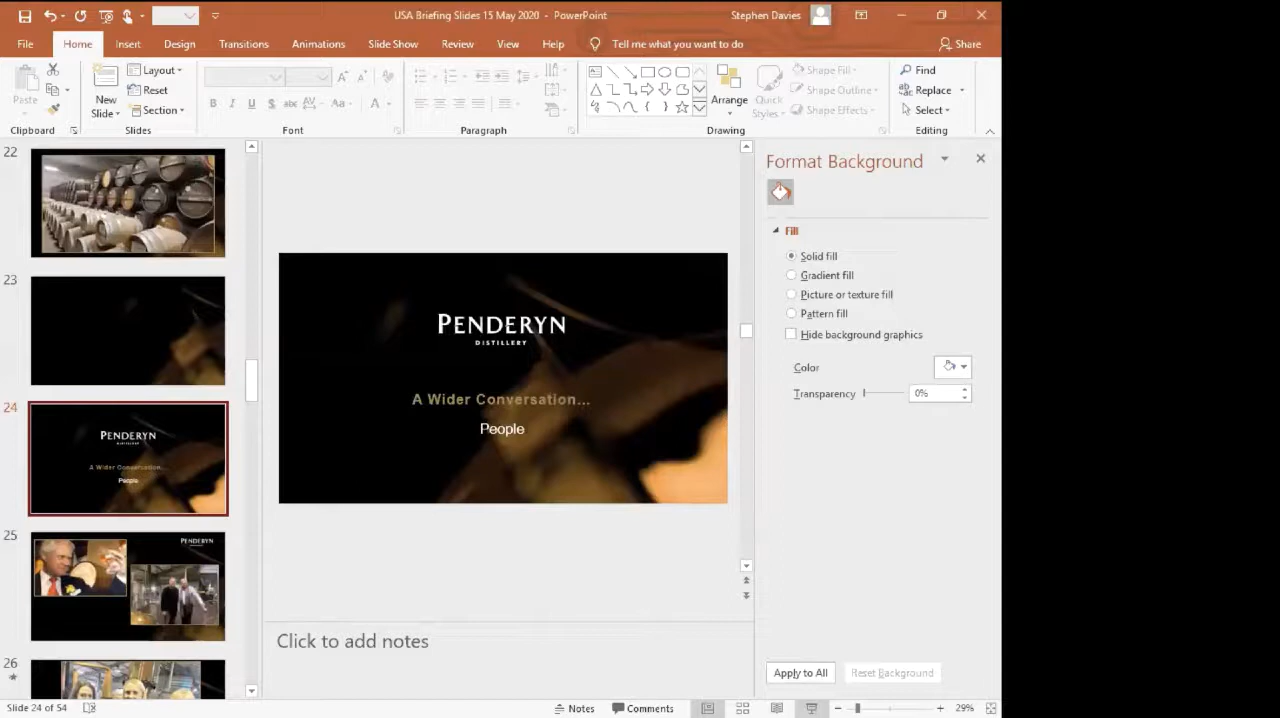 USA Briefing Slides 15 May 2020 - PowerPoint
Stephen Davies
File Home Insert Design Transitions Animations Slide Show Review View Help Tell me what you want to do Share
Paste
New Slide
Layout
Reset
Section
Arrange
Quick Styles
Shape Fill
Shape Outline
Shape Effects
Find
Replace
Select
Clipboard Slides Font Paragraph Drawing Editing
22
23
24
PENDERYN
DISTILLERY
A Wider Conversation...
People
25
PENDERYN
26
PENDERYN
DISTILLERY
A Wider Conversation...
People
Click to add notes
Format Background
Fill
Solid fill
Gradient fill
Picture or texture fill
Pattern fill
Hide background graphics
Color
Transparency 0%
Apply to All Reset Background
Slide 24 of 54 Notes Comments 29%